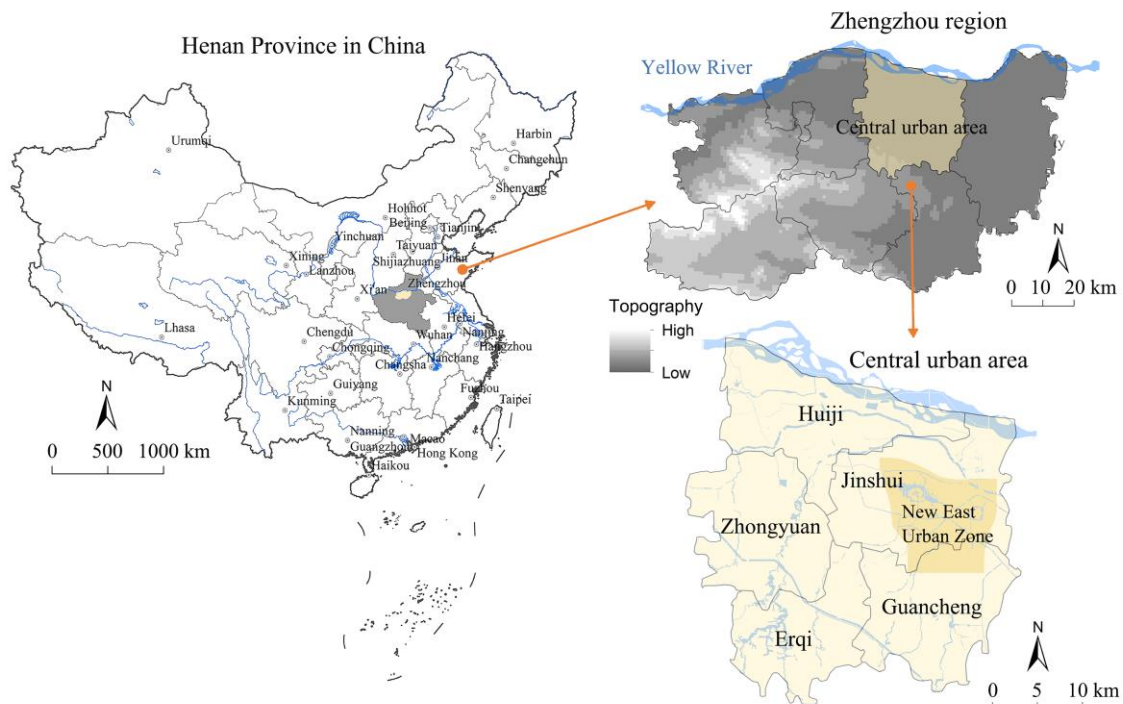 Henan Province in China
Urumqi
Harbin
Changchun
Shenyang
Hohhot
Beijing
Tianjin
Yinchuan
Taiyuan
Xining
Shijiazhuang
Jinan
Lanzhou
Xi'an
Zhengzhou
Lhasa
Chengdu
Hefei
Wuhan
Nanjing
Chongqing
Hangzhou
Nanchang
Changsha
Guiyang
Fuzhou
Kunming
Taipei
Nanning
Macao
Guangzhou
Hong Kong
Haikou
N
0 500 1000 km
Zhengzhou region
Yellow River
Central urban area
y
N
0 10 20 km
Topography
High
Low
Central urban area
Huiji
Jinshui
New East
Urban Zone
Zhongyuan
Guancheng
Erqi
N
0 5 10 km